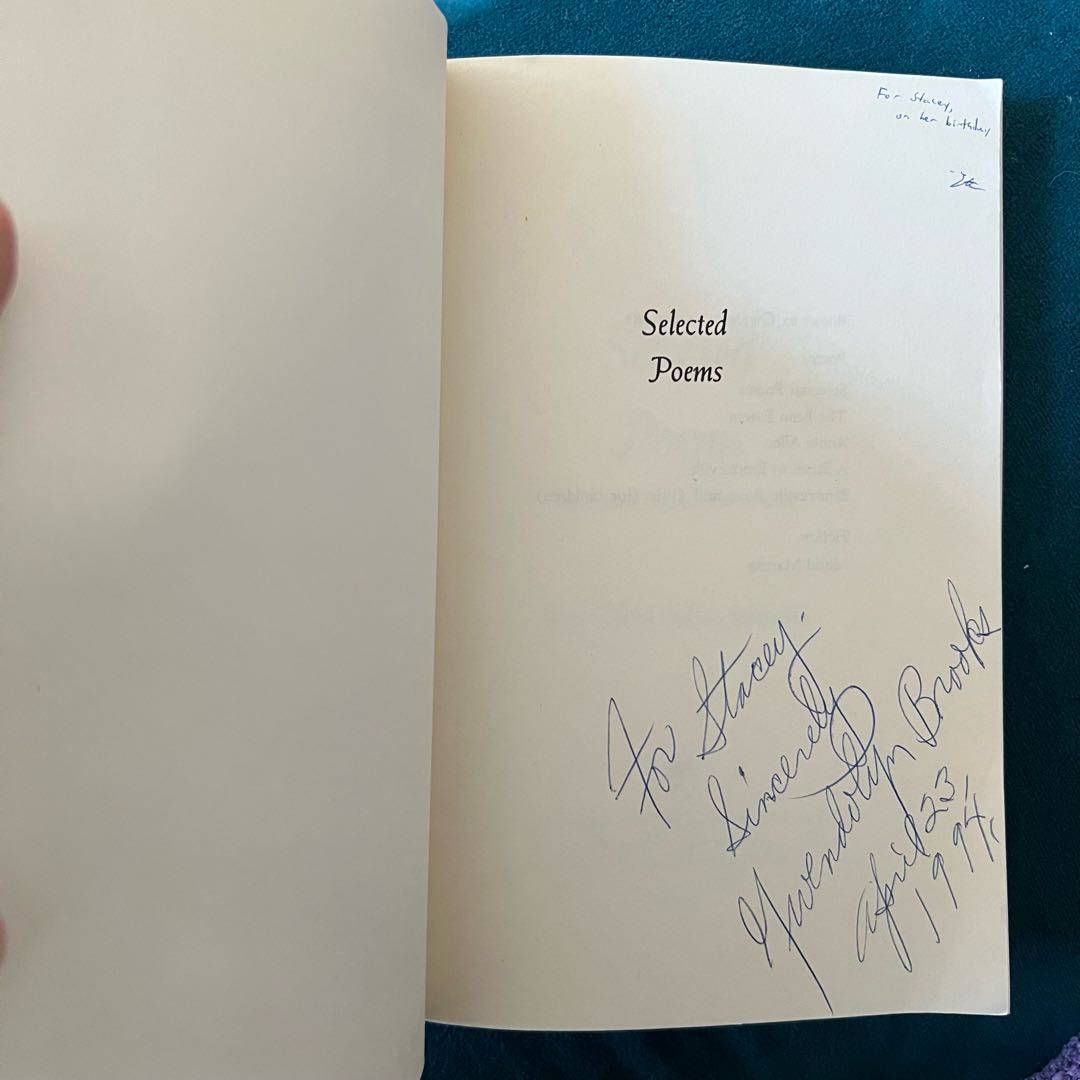 For Stacey,
on her birthday
Selected
Poems
For Stacey.
Sincerely
Gwendolyn Brooks
April 23,
1994.